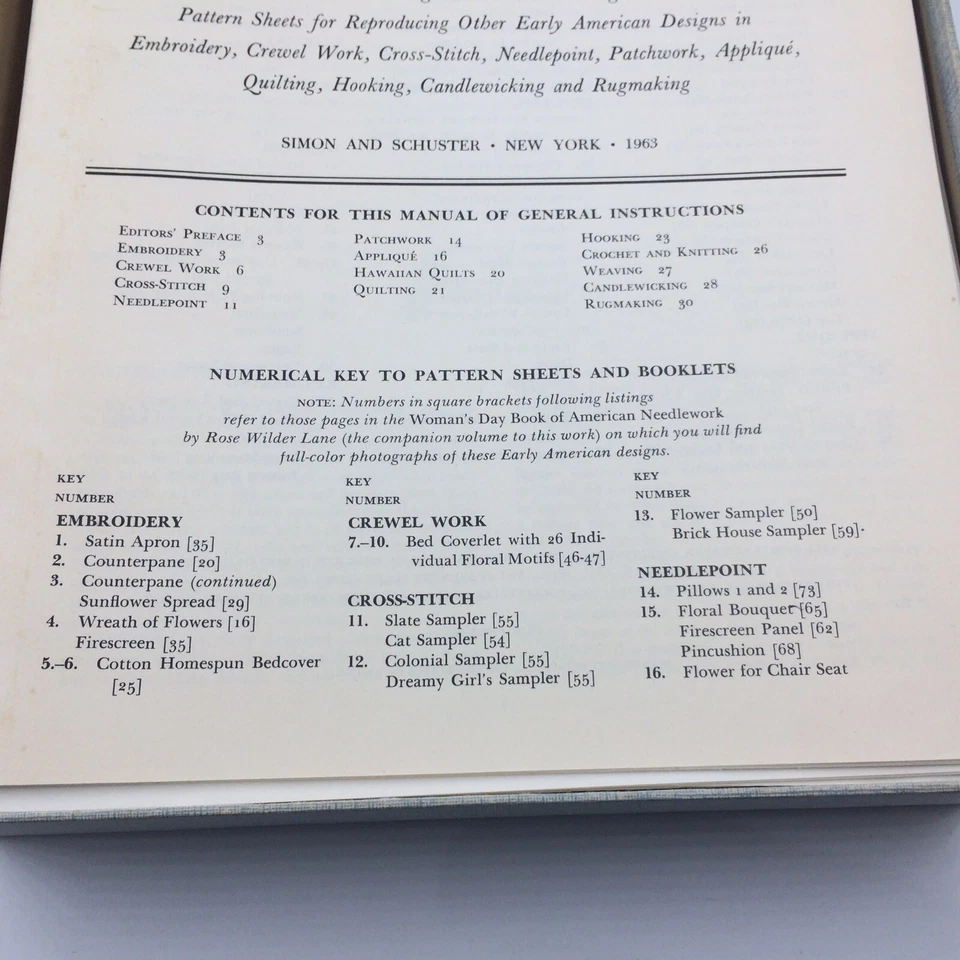 Pattern Sheets for Reproducing Other Early American Designs in
Embroidery, Crewel Work, Cross-Stitch, Needlepoint, Patchwork, Appliqué,
Quilting, Hooking, Candlewicking and Rugmaking
SIMON AND SCHUSTER • NEW YORK • 1963
CONTENTS FOR THIS MANUAL OF GENERAL INSTRUCTIONS
EDITORS' PREFACE 3
EMBROIDERY 3
CREWEL WORK 6
CROSS-STITCH 9
NEEDLEPOINT 11
PATCHWORK 14
APPLIQUÉ 16
HAWAIIAN QUILTS 20
QUILTING 21
HOOKING 23
CROCHET AND KNITTING 26
WEAVING 27
CANDLEWICKING 28
RUGMAKING 30
NUMERICAL KEY TO PATTERN SHEETS AND BOOKLETS
NOTE: Numbers in square brackets following listings
refer to those pages in the Woman's Day Book of American Needlework
by Rose Wilder Lane (the companion volume to this work) on which you will find
full-color photographs of these Early American designs.
KEY
NUMBER
EMBROIDERY
1. Satin Apron [35]
2. Counterpane [20]
3. Counterpane (continued)
Sunflower Spread [29]
4. Wreath of Flowers [16]
Firescreen [35]
5.–6. Cotton Homespun Bedcover
[25]
KEY
NUMBER
CREWEL WORK
7.–10. Bed Coverlet with 26 Indi-
vidual Floral Motifs [46-47]
CROSS-STITCH
11. Slate Sampler [55]
Cat Sampler [54]
12. Colonial Sampler [55]
Dreamy Girl's Sampler [55]
KEY
NUMBER
13. Flower Sampler [50]
Brick House Sampler [59]
NEEDLEPOINT
14. Pillows 1 and 2 [73]
15. Floral Bouquet [65]
Firescreen Panel [62]
Pincushion [68]
16. Flower for Chair Seat